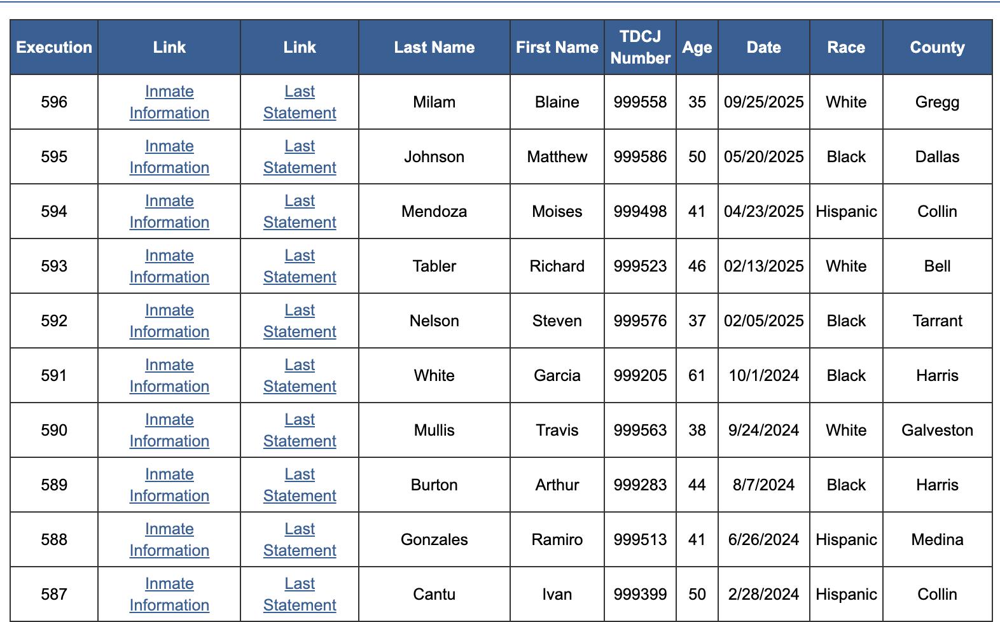 Execution Link Link Last Name First Name TDCJ Number Age Date Race County
596 Inmate Information Last Statement Milam Blaine 999558 35 09/25/2025 White Gregg
595 Inmate Information Last Statement Johnson Matthew 999586 50 05/20/2025 Black Dallas
594 Inmate Information Last Statement Mendoza Moises 999498 41 04/23/2025 Hispanic Collin
593 Inmate Information Last Statement Tabler Richard 999523 46 02/13/2025 White Bell
592 Inmate Information Last Statement Nelson Steven 999576 37 02/05/2025 Black Tarrant
591 Inmate Information Last Statement White Garcia 999205 61 10/1/2024 Black Harris
590 Inmate Information Last Statement Mullis Travis 999563 38 9/24/2024 White Galveston
589 Inmate Information Last Statement Burton Arthur 999283 44 8/7/2024 Black Harris
588 Inmate Information Last Statement Gonzales Ramiro 999513 41 6/26/2024 Hispanic Medina
587 Inmate Information Last Statement Cantu Ivan 999399 50 2/28/2024 Hispanic Collin